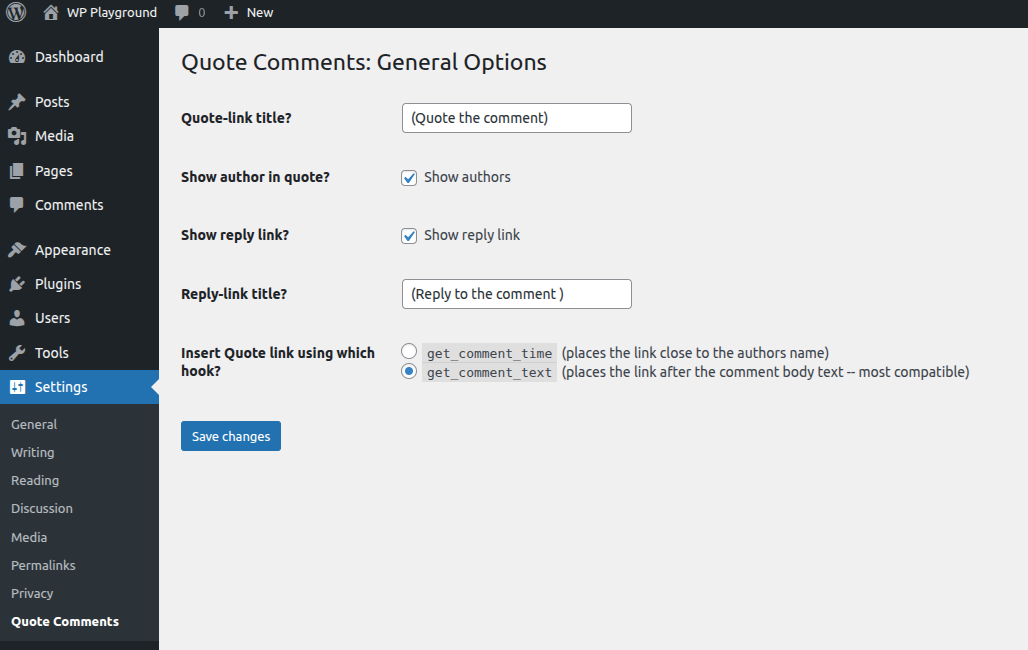 WP Playground 0 New
Dashboard
Posts
Media
Pages
Comments
Appearance
Plugins
Users
Tools
Settings
General
Writing
Reading
Discussion
Media
Permalinks
Privacy
Quote Comments
Quote Comments: General Options
Quote-link title? (Quote the comment)
Show author in quote? Show authors
Show reply link? Show reply link
Reply-link title? (Reply to the comment )
Insert Quote link using which
hook?
get_comment_time (places the link close to the authors name)
get_comment_text (places the link after the comment body text -- most compatible)
Save changes